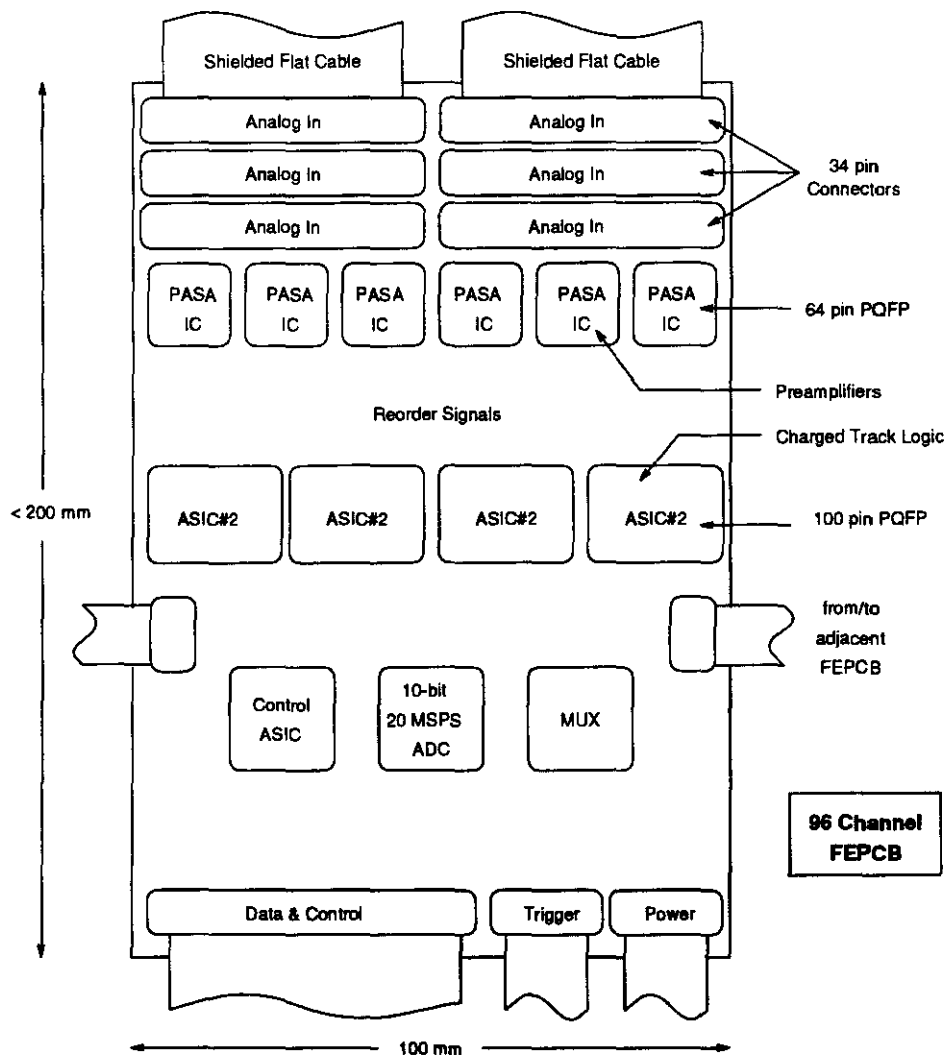 Shielded Flat Cable
Shielded Flat Cable
Analog In
Analog In
Analog In
Analog In
34 pin
Connectors
Analog In
Analog In
PASA
IC
PASA
IC
PASA
IC
PASA
IC
PASA
IC
PASA
IC
64 pin PQFP
Preamplifiers
Reorder Signals
Charged Track Logic
< 200 mm
ASIC#2
ASIC#2
ASIC#2
ASIC#2
100 pin PQFP
from/to
adjacent
FEPCB
Control
ASIC
10-bit
20 MSPS
ADC
MUX
96 Channel
FEPCB
Data & Control
Trigger
Power
100 mm